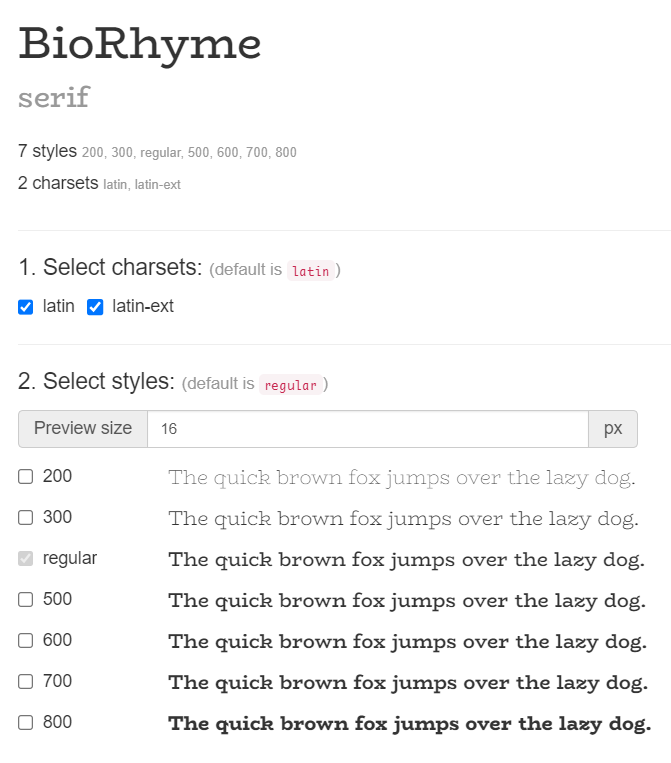 BioRhyme
serif
7 styles 200, 300, regular, 500, 600, 700, 800
2 charsets latin, latin-ext
1. Select charsets: (default is latin)
latin latin-ext
2. Select styles: (default is regular)
Preview size 16 px
200 The quick brown fox jumps over the lazy dog.
300 The quick brown fox jumps over the lazy dog.
regular The quick brown fox jumps over the lazy dog.
500 The quick brown fox jumps over the lazy dog.
600 The quick brown fox jumps over the lazy dog.
700 The quick brown fox jumps over the lazy dog.
800 The quick brown fox jumps over the lazy dog.